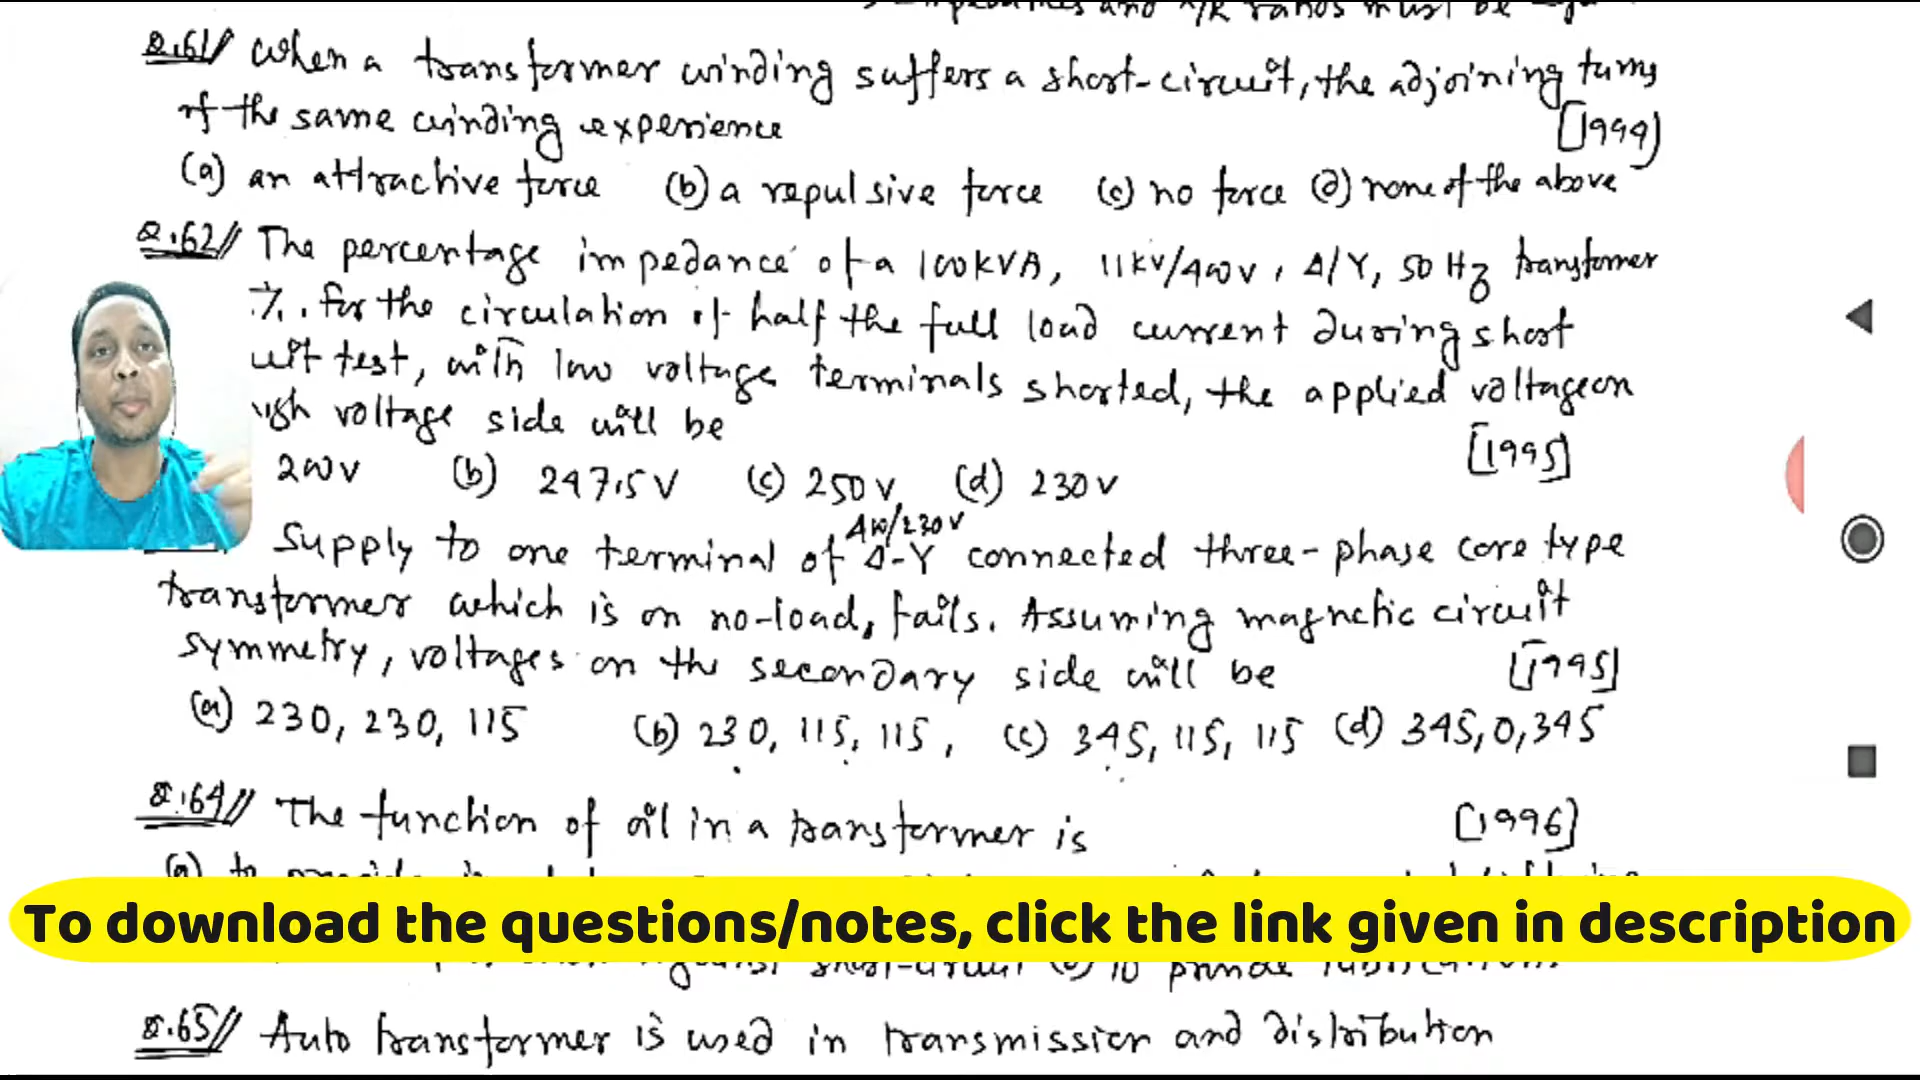 Q.61// When a transformer winding suffers a short-circuit, the adjoining turns
of the same winding experience [1994)
(a) an attractive force (b) a repulsive force (c) no force (d) none of the above
Q.62// The percentage impedance of a 100kVA, 11kV/400V, Δ/Y, 50 Hz transformer
%. For the circulation of half the full load current during short
uit test, with low voltage terminals shorted, the applied voltage on
igh voltage side will be [1995]
200V (b) 247.5V (c) 250V (d) 230V
400/230V
Supply to one terminal of Δ-Y connected three-phase core type
transformer which is on no-load, fails. Assuming magnetic circuit
symmetry, voltages on the secondary side will be [1995]
(a) 230, 230, 115 (b) 230, 115, 115, (c) 345, 115, 115 (d) 345, 0, 345
Q.64// The function of oil in a transformer is [1996]
To download the questions/notes, click the link given in description
Q.65// Auto transformer is used in transmission and distribution